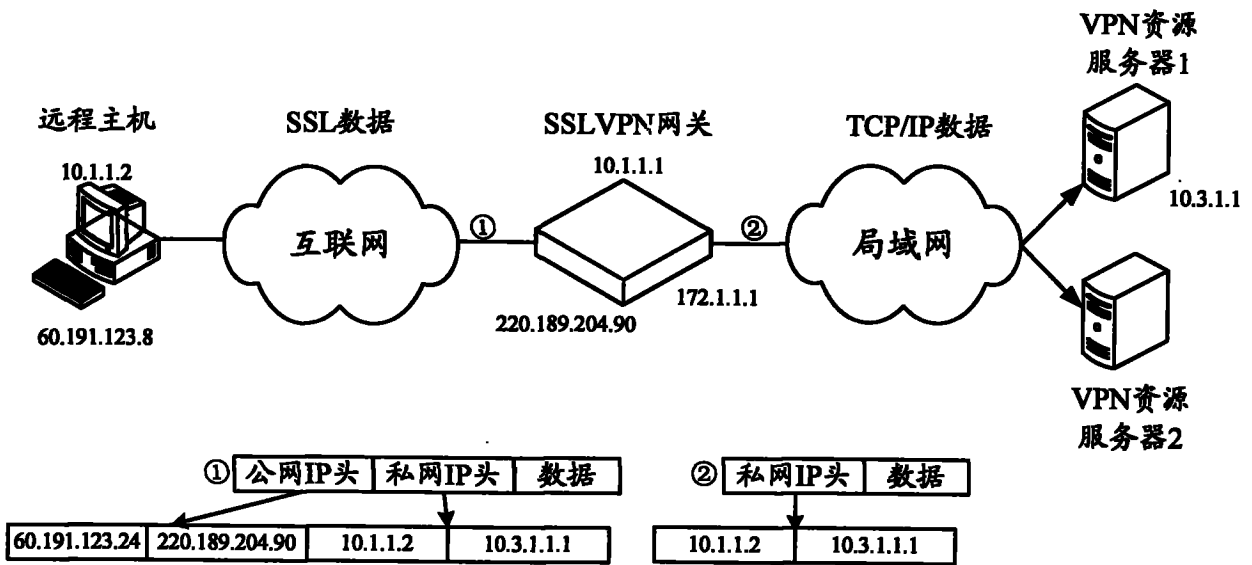 VPN资源
服务器1
远程主机
SSL数据
SSLVPN网关
TCP/IP数据
10.1.1.2
10.1.1.1
10.3.1.1
①
②
互联网
局域网
172.1.1.1
60.191.123.8
220.189.204.90
VPN资源
服务器2
① 公网IP头 私网IP头 数据
② 私网IP头 数据
60.191.123.24 220.189.204.90 10.1.1.2 10.3.1.1.1
10.1.1.2 10.3.1.1.1